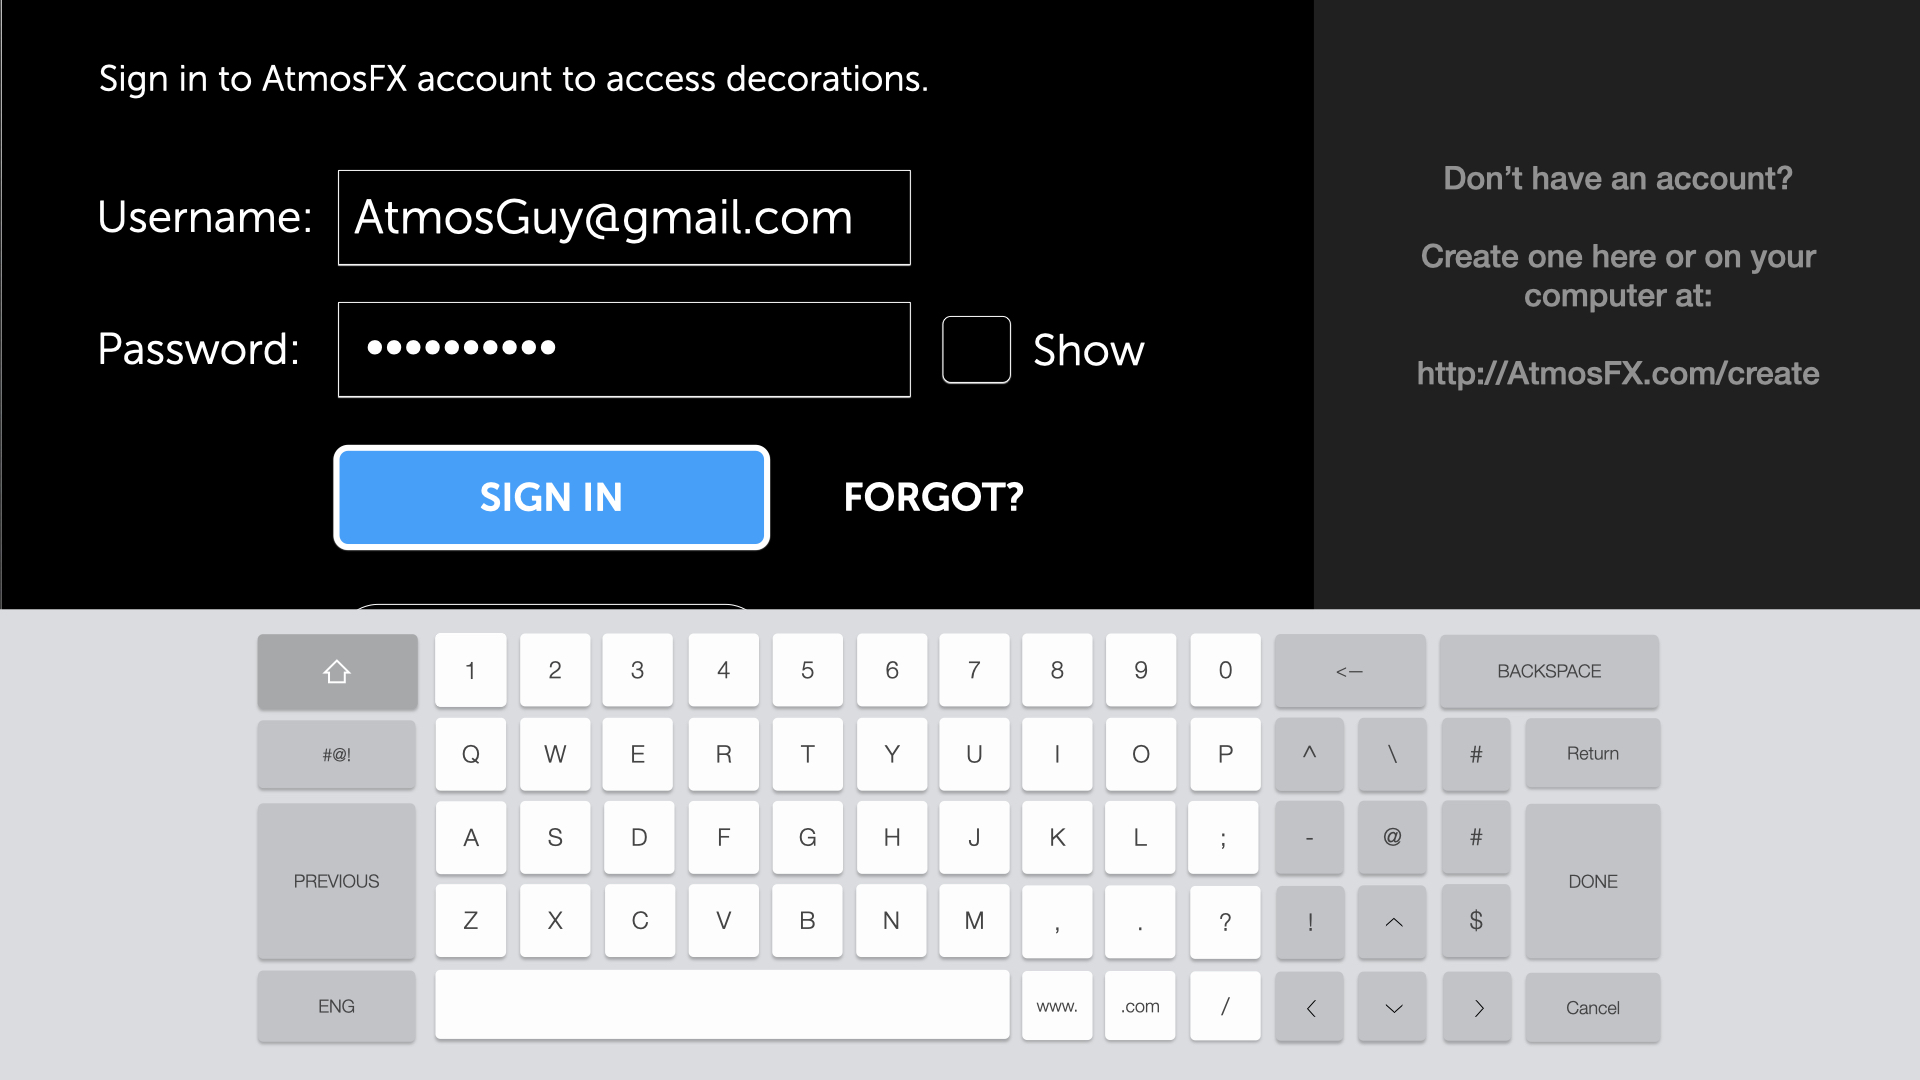 Sign in to AtmosFX account to access decorations.
Username: AtmosGuy@gmail.com
Password: •••••••••• Show
SIGN IN FORGOT?
Don't have an account?
Create one here or on your
computer at:
http://AtmosFX.com/create
1 2 3 4 5 6 7 8 9 0 <— BACKSPACE
#@! Q W E R T Y U I O P ^ \ # Return
A S D F G H J K L ; - @ #
PREVIOUS DONE
Z X C V B N M , . ? ! ^ $
ENG www. .com / < > Cancel